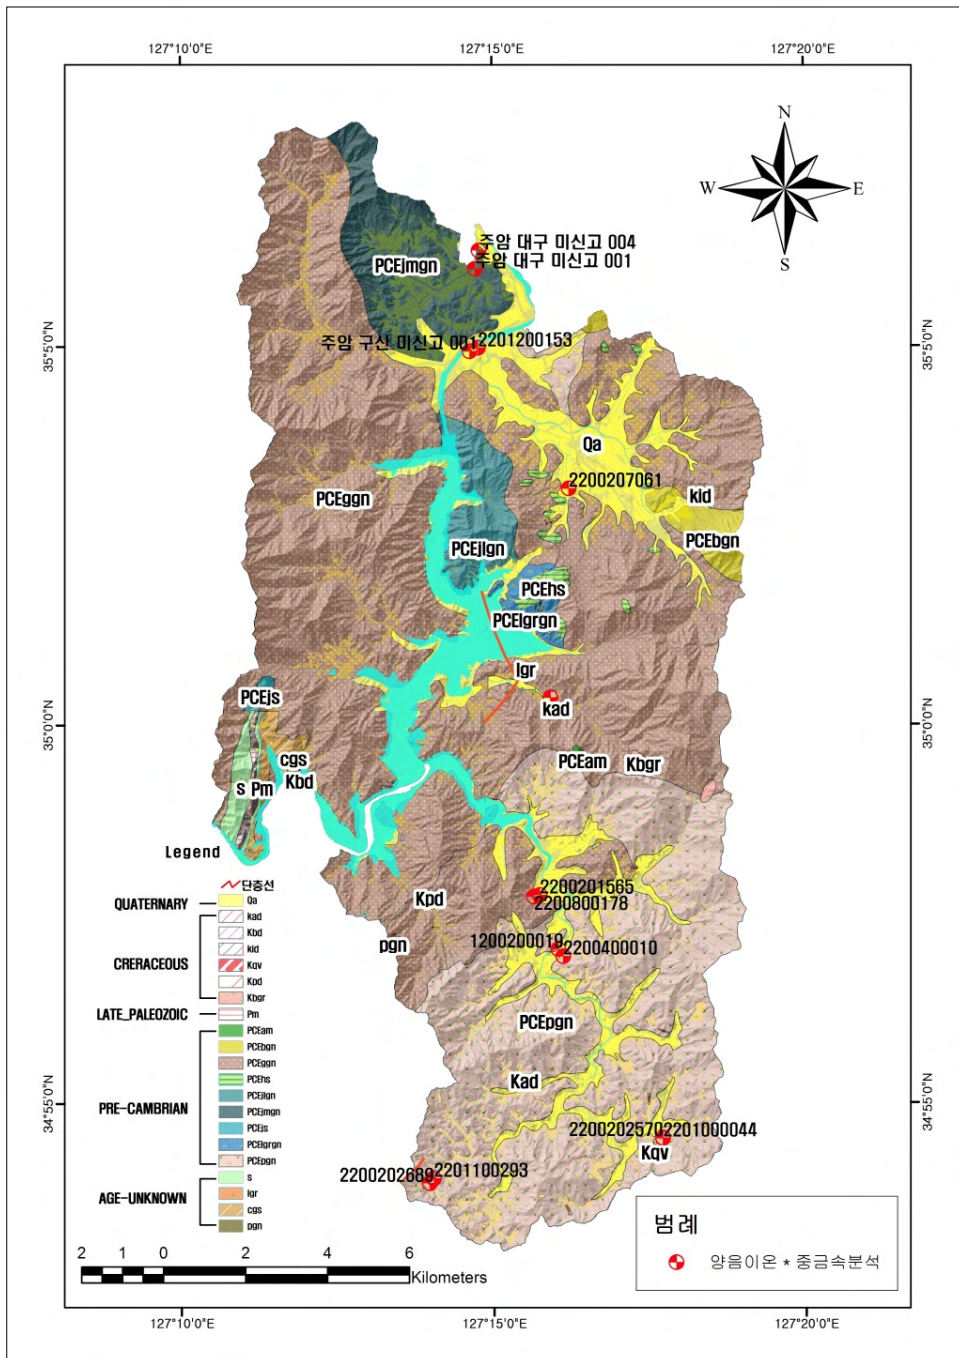 127°10'0"E 127°15'0"E 127°20'0"E
N
W E
S
주암 대구 미신고 004
주암 대구 미신고 001
PCEjmgn
주암 구산 미신고 001 2201200153
35°5'0"N 35°5'0"N
Qa
2200207061
kid
PCEggn
PCEbgn
PCEjlgn
PCEhs
PCElgrgn
lgr
PCEjs
kad
35°0'0"N 35°0'0"N
cgs
PCEam Kbgr
s Pm Kbd
Legend
단층선
QUATERNARY Qa
kad
Kbd
CRERACEOUS kid
Kqv
Kpd
Kbgr
LATE_PALEOZOIC Pm
PCEam
PCEbgn
PCEggn
PCEhs
PCEjlgn
PRE-CAMBRIAN PCEjmgn
PCEjs
PCElgrgn
PCEpgn
s
AGE-UNKNOWN lgr
cgs
pgn
2200201565
Kpd 2200800178
pgn
1200200019 2200400010
PCEpgn
Kad
34°55'0"N 34°55'0"N
2200202570 2201000044
Kqv
2200202689 2201100293
2 1 0 2 4 6
Kilometers
범례
양음이온 * 중금속분석
127°10'0"E 127°15'0"E 127°20'0"E